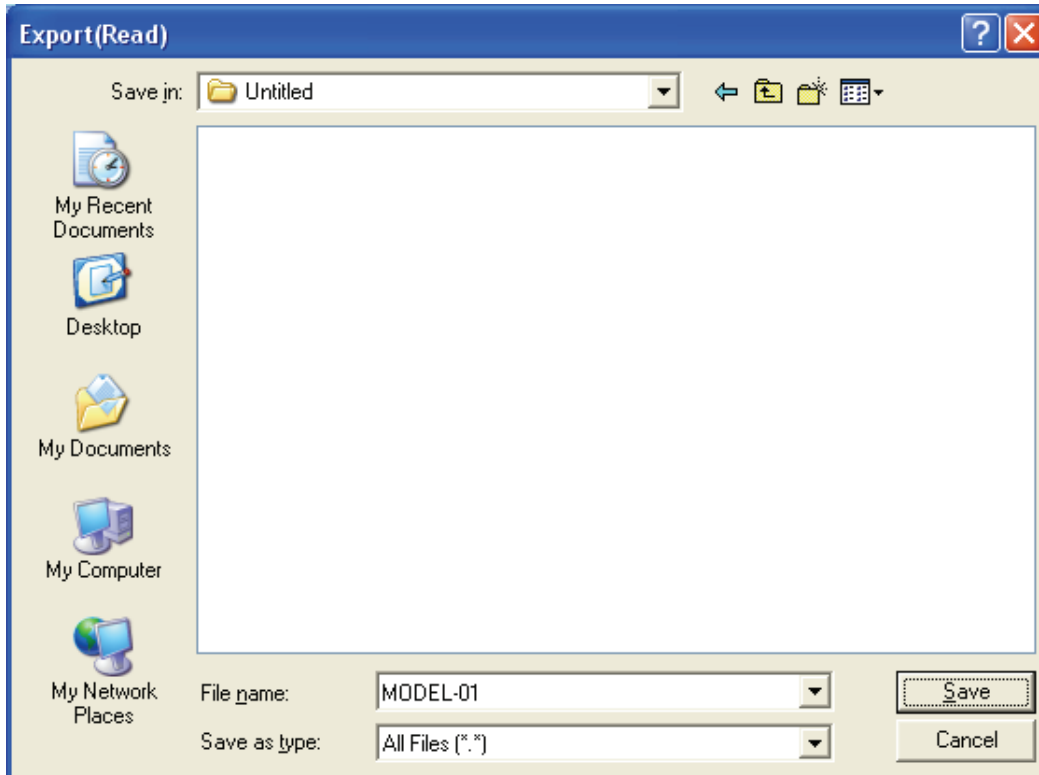 Export(Read)
Save in:
Untitled
My Recent
Documents
Desktop
My Documents
My Computer
My Network
Places
File name:
MODEL-01
Save
Save as type:
All Files (*.*)
Cancel